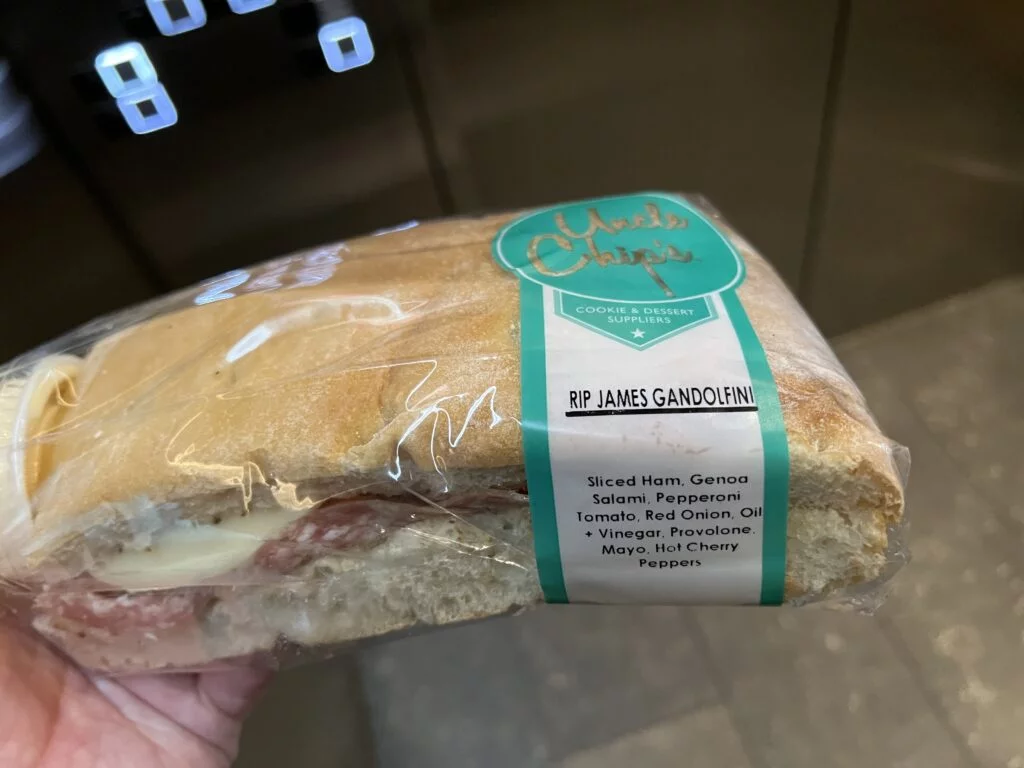 Uncle
Chip's
COOKIE & DESSERT
SUPPLIERS
RIP JAMES GANDOLFINI
Sliced Ham, Genoa
Salami, Pepperoni
Tomato, Red Onion, Oil
+ Vinegar, Provolone.
Mayo, Hot Cherry
Peppers